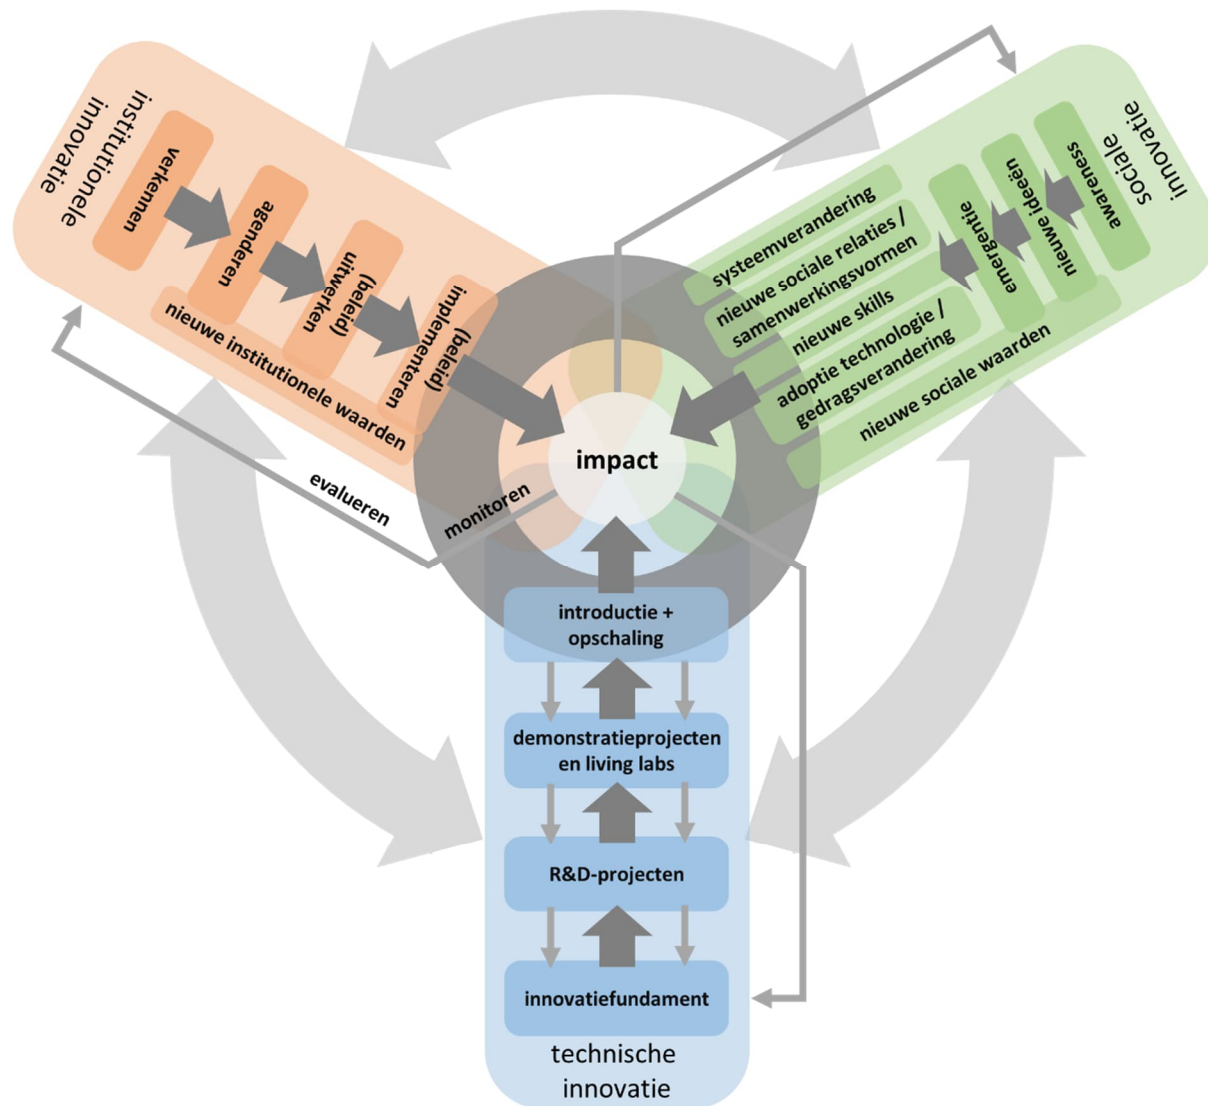 institutionele
innovatie
verkennen
agenderen
(beleid)
uitwerken
(beleid)
implementeren
nieuwe institutionele waarden
sociale
innovatie
awareness
nieuwe ideeën
emergentie
systeemverandering
nieuwe sociale relaties /
samenwerkingsvormen
nieuwe skills
adoptie technologie /
gedragsverandering
nieuwe sociale waarden
impact
evalueren
monitoren
introductie +
opschaling
demonstratieprojecten
en living labs
R&D-projecten
innovatiefundament
technische
innovatie